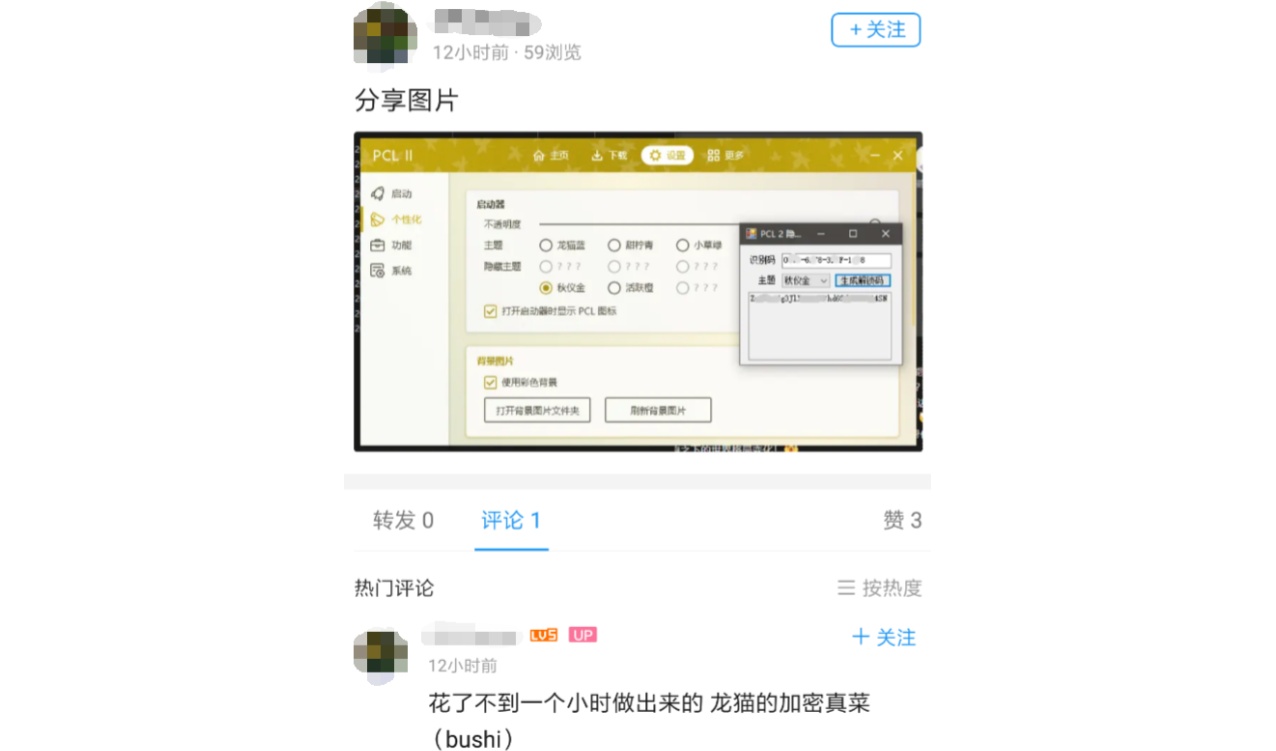 12小时前 · 59浏览
+ 关注
分享图片
PCL II
主页
下载
设置
更多
启动
个性化
功能
系统
启动器
不透明度
主题
龙猫蓝
甜柠青
小草绿
隐藏主题
???
???
???
秋仪金
活跃橙
???
打开启动器时显示 PCL 图标
背景图片
使用彩色背景
打开背景图片文件夹
刷新背景图片
PCL 2 隐...
识别码
主题
秋仪金
生成解锁码
转发 0
评论 1
赞 3
热门评论
按热度
LV5
UP
+ 关注
12小时前
花了不到一个小时做出来的 龙猫的加密真菜
(bushi)